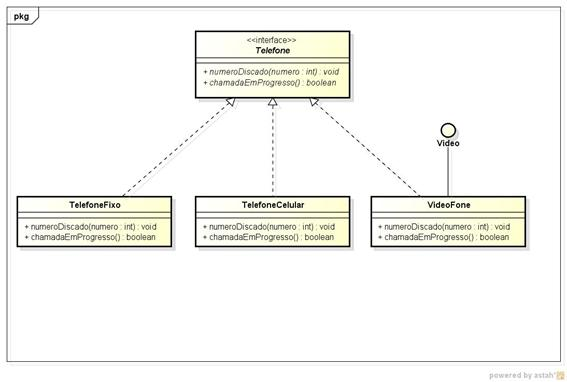 pkg
<<interface>>
Telefone
+ numeroDiscado(numero : int) : void
+ chamadaEmProgresso() : boolean
Video
TelefoneFixo
+ numeroDiscado(numero : int) : void
+ chamadaEmProgresso() : boolean
TelefoneCelular
+ numeroDiscado(numero : int) : void
+ chamadaEmProgresso() : boolean
VideoFone
+ numeroDiscado(numero : int) : void
+ chamadaEmProgresso() : boolean
powered by astah*